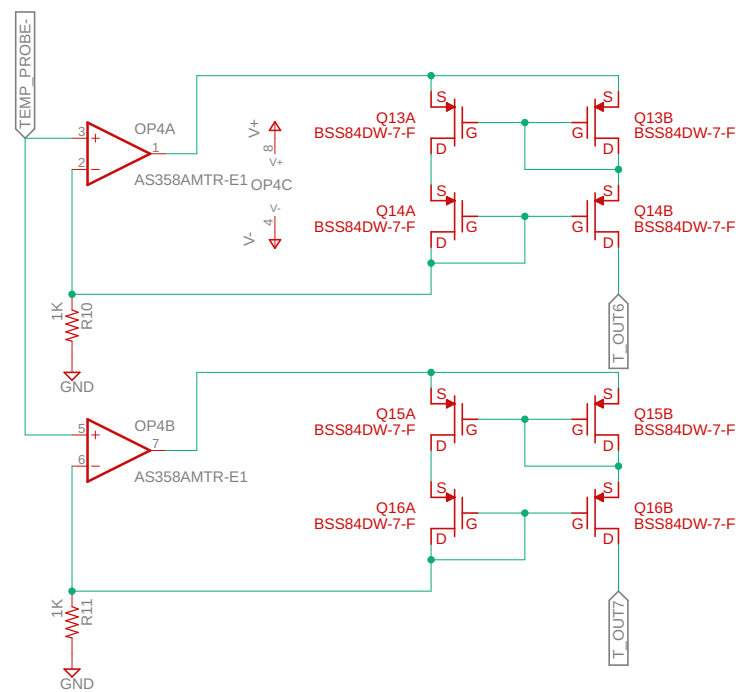 TEMP_PROBE-
OP4A
3
1
2
AS358AMTR-E1
V+
8
V+
OP4C
V-
4
V-
1K
R10
GND
S
G
D
Q13A
BSS84DW-7-F
S
G
D
Q13B
BSS84DW-7-F
S
G
D
Q14A
BSS84DW-7-F
S
G
D
Q14B
BSS84DW-7-F
T_OUT6
OP4B
5
7
6
AS358AMTR-E1
1K
R11
GND
S
G
D
Q15A
BSS84DW-7-F
S
G
D
Q15B
BSS84DW-7-F
S
G
D
Q16A
BSS84DW-7-F
S
G
D
Q16B
BSS84DW-7-F
T_OUT7